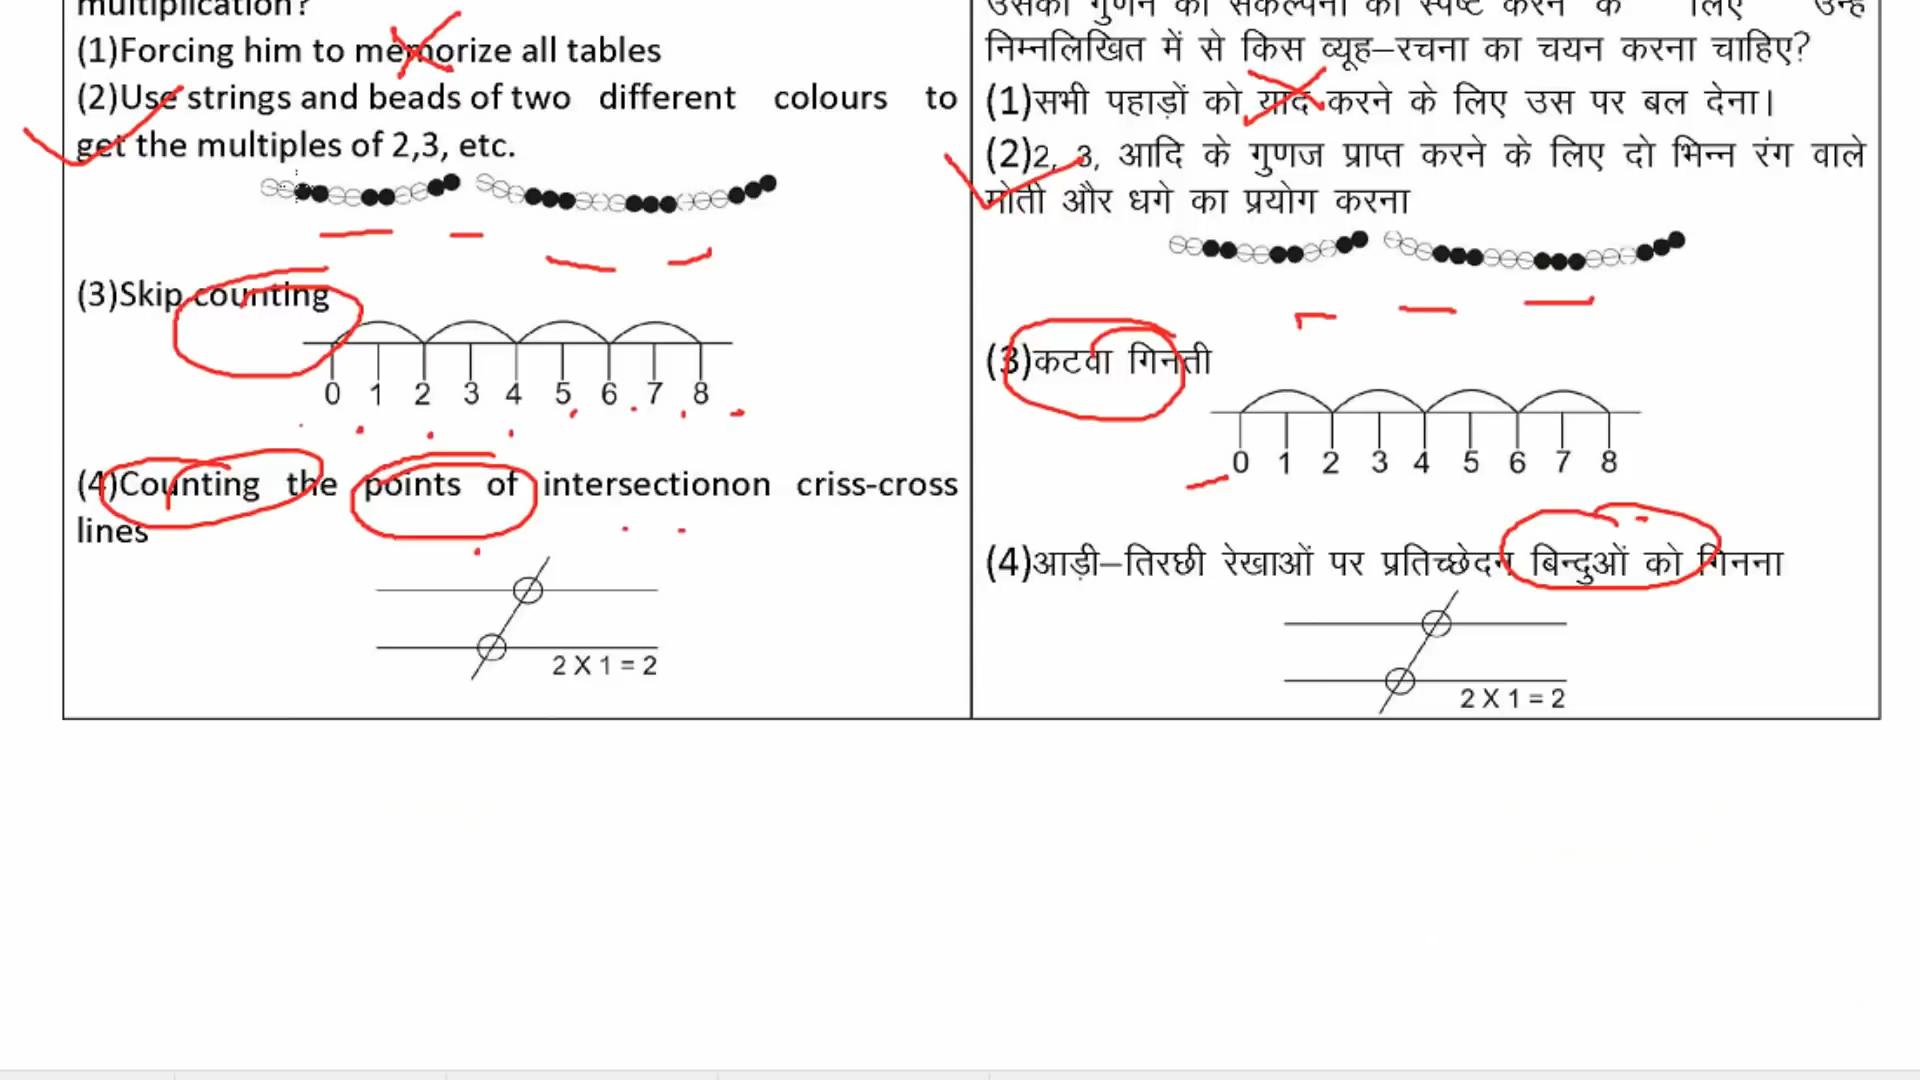 multiplication?
(1)Forcing him to memorize all tables
(2)Use strings and beads of two different colours to
get the multiples of 2,3, etc.
(3)Skip counting
0 1 2 3 4 5 6 7 8
(4)Counting the points of intersectionon criss-cross
lines
2 X 1 = 2
उसकी गुणन की संकल्पना को स्पष्ट करने के लिए उन्हें
निम्नलिखित में से किस व्यूह–रचना का चयन करना चाहिए?
(1)सभी पहाड़ों को याद करने के लिए उस पर बल देना।
(2)2, 3, आदि के गुणज प्राप्त करने के लिए दो भिन्न रंग वाले
मोती और धगे का प्रयोग करना
(3)कटवा गिनती
0 1 2 3 4 5 6 7 8
(4)आड़ी–तिरछी रेखाओं पर प्रतिच्छेदन बिन्दुओं को गिनना
2 X 1 = 2